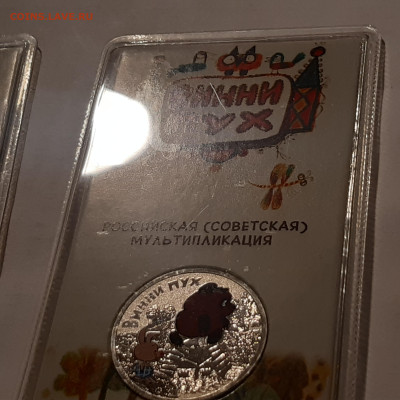 ВИННИ
ПУХ
РОССИЙСКАЯ (СОВЕТСКАЯ)
МУЛЬТИПЛИКАЦИЯ
ВИННИ ПУХ